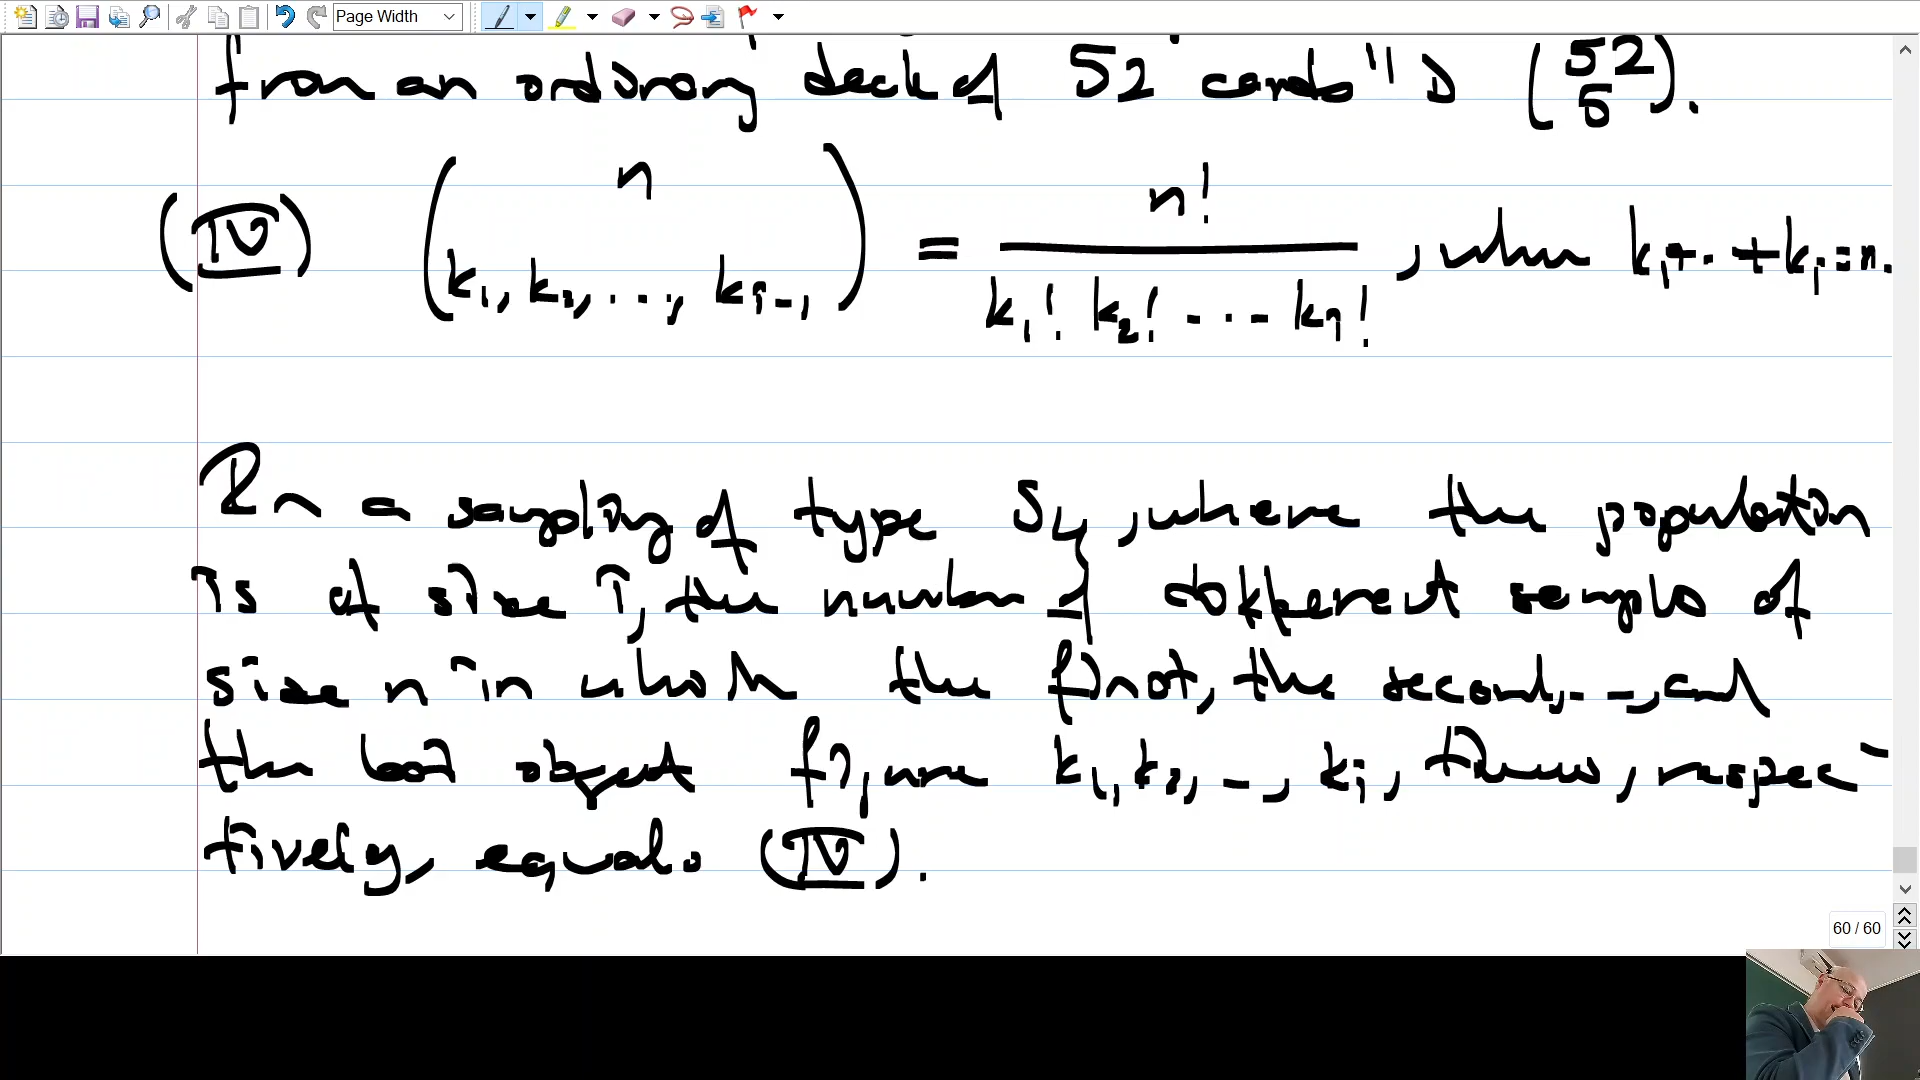 Page Width
from an ordinary deck of 52 cards" is (52 5).
(IV) (n k₁, k₂, ..., kᵢ₋₁) = n! / k₁! k₂! ... kᵢ! , when k₁+..+kᵢ=n.
In a sampling of type S₄, where the population
is of size i, the number of different samples of
size n in which the first, the second, .., and
the last object figure k₁, k₂, .., kᵢ, times, respec-
tively, equals (IV).
60 / 60